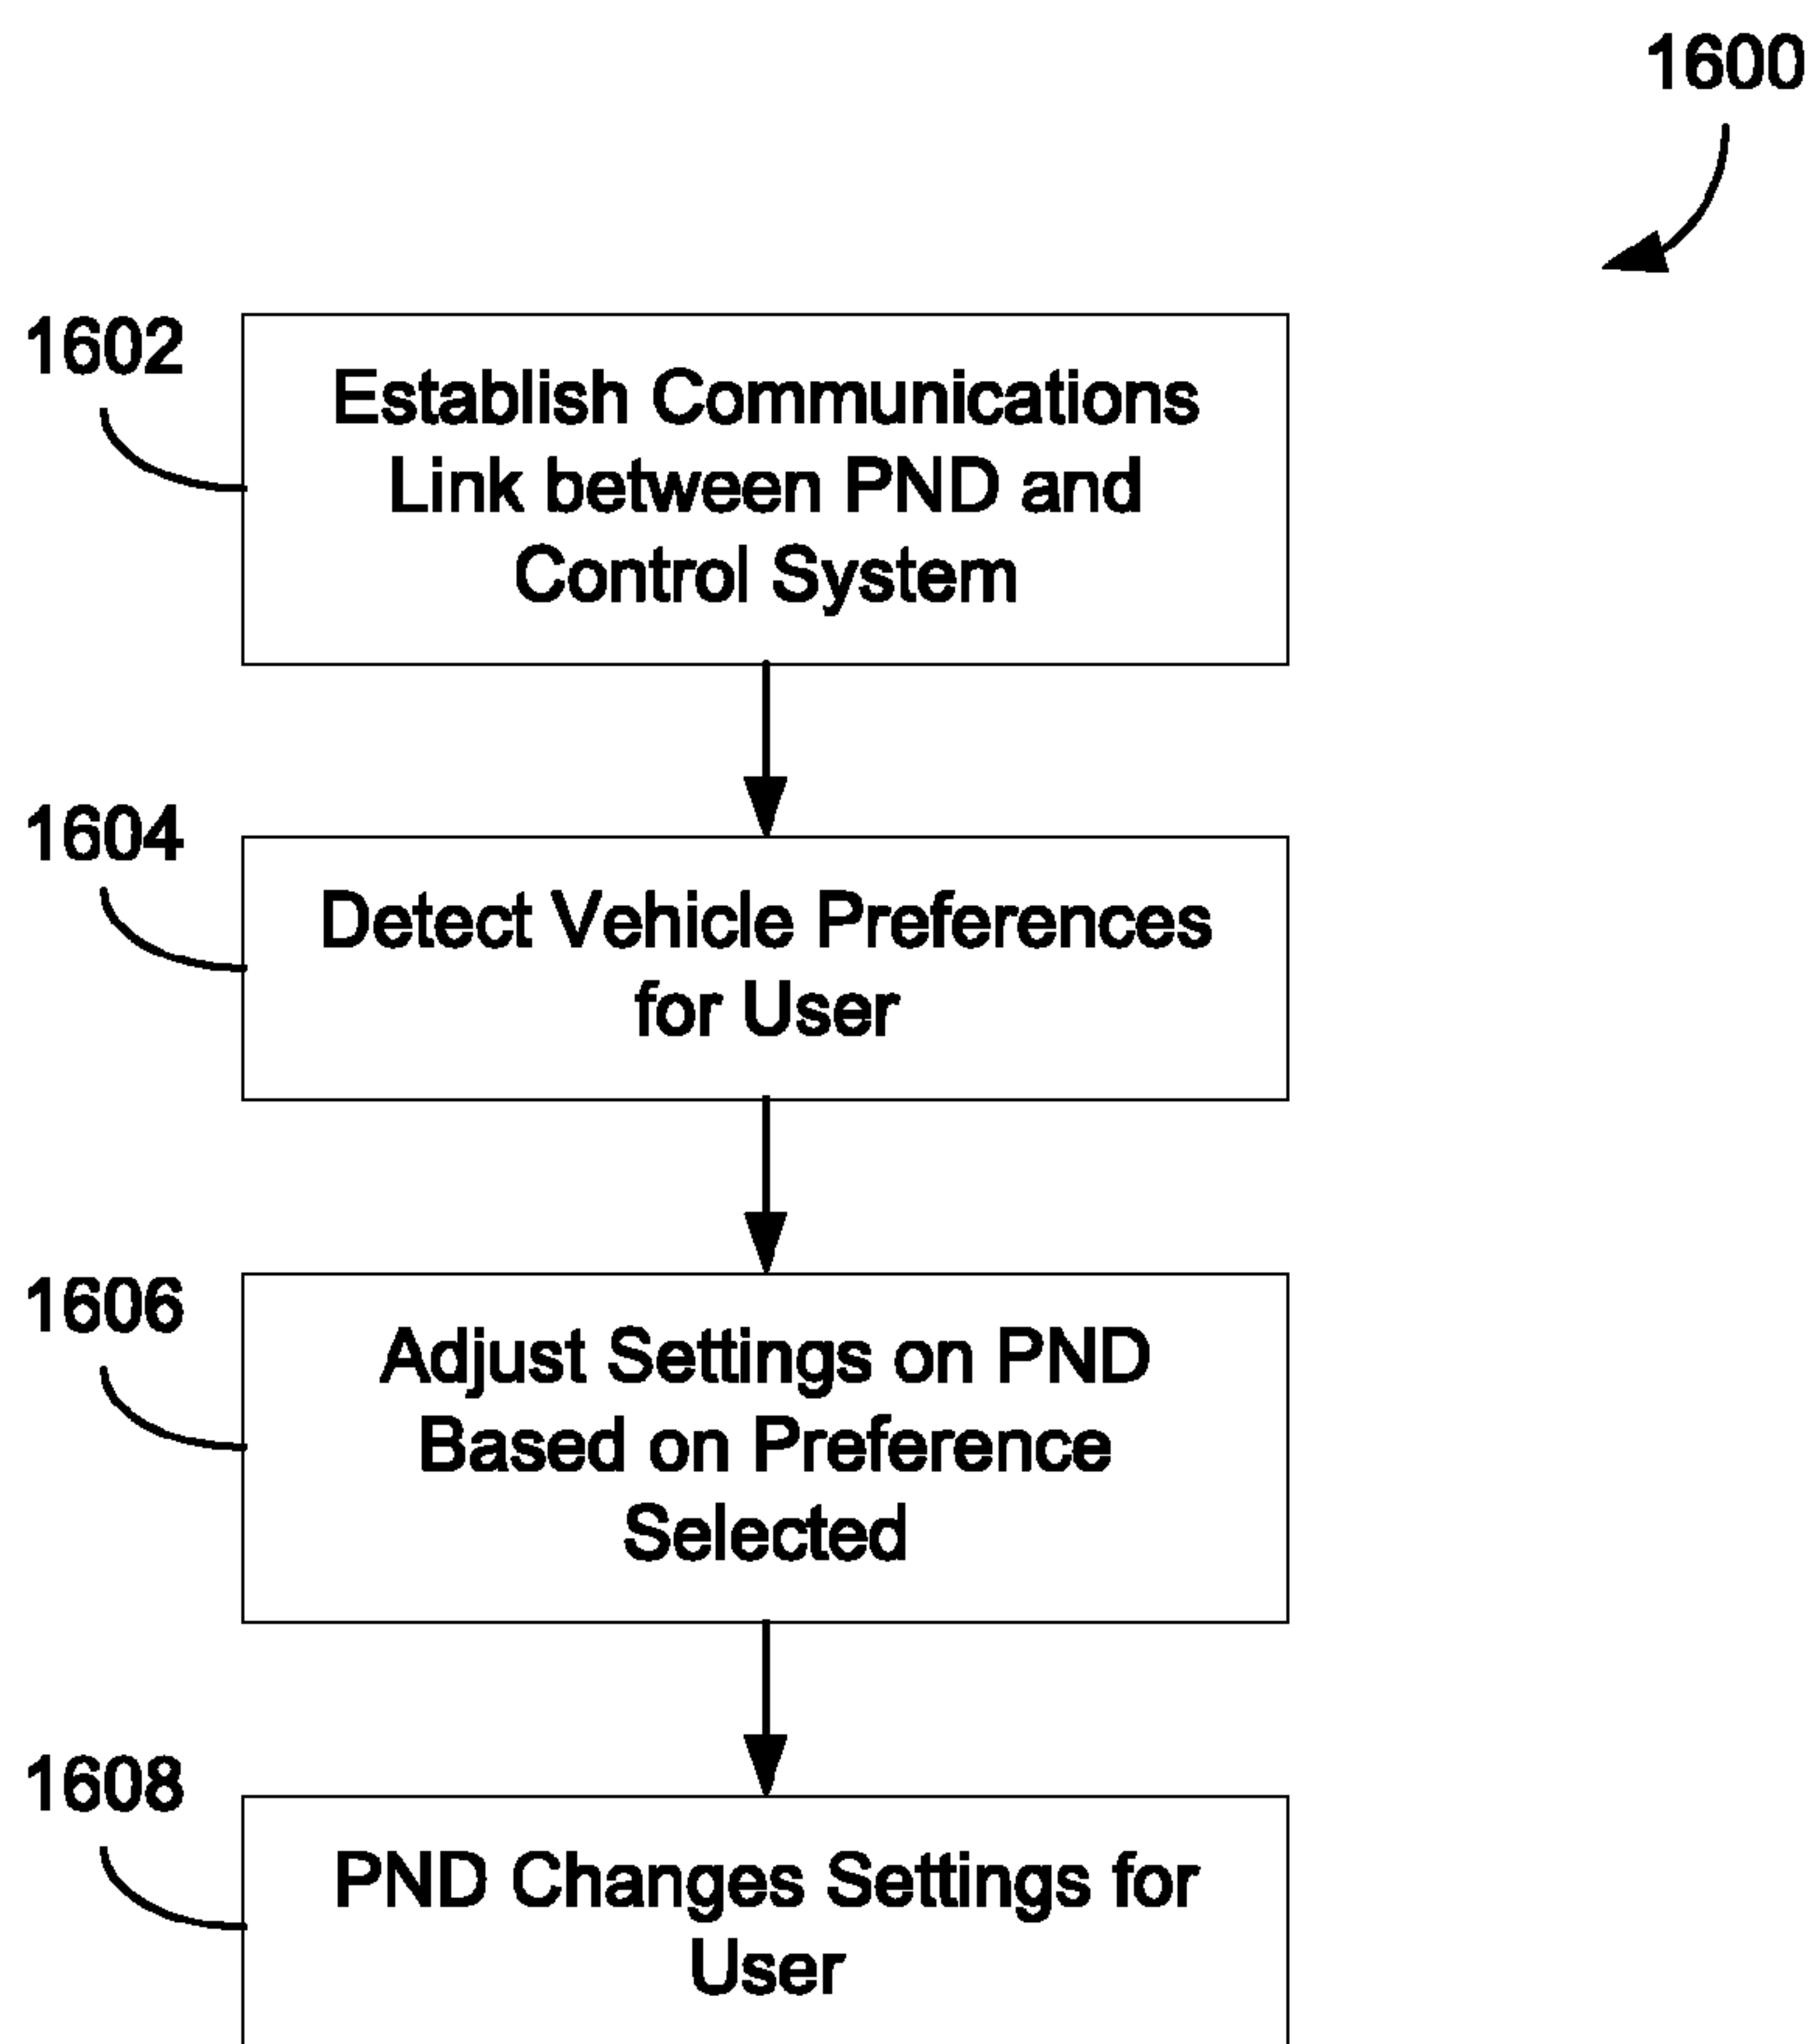 1600
1602
Establish Communications
Link between PND and
Control System
1604
Detect Vehicle Preferences
for User
1606
Adjust Settings on PND
Based on Preference
Selected
1608
PND Changes Settings for
User